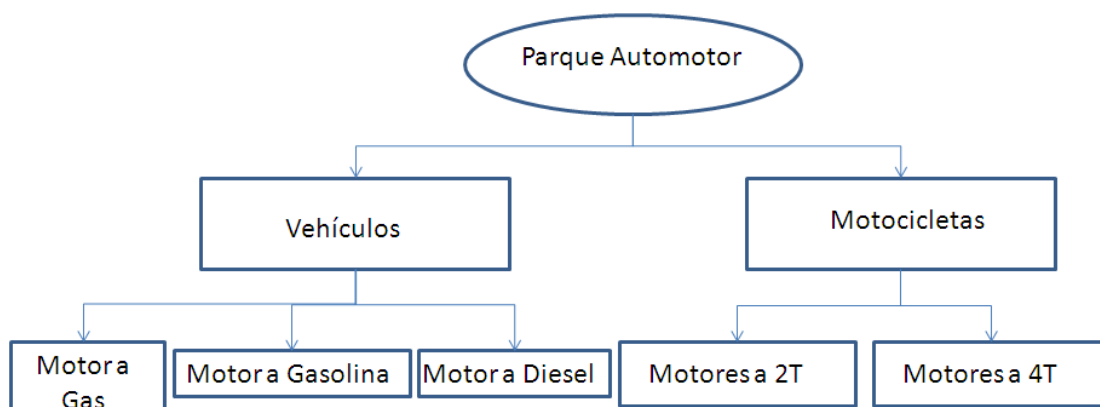 Parque Automotor
Vehículos
Motocicletas
Motor a
Gas
Motor a Gasolina
Motor a Diesel
Motores a 2T
Motores a 4T